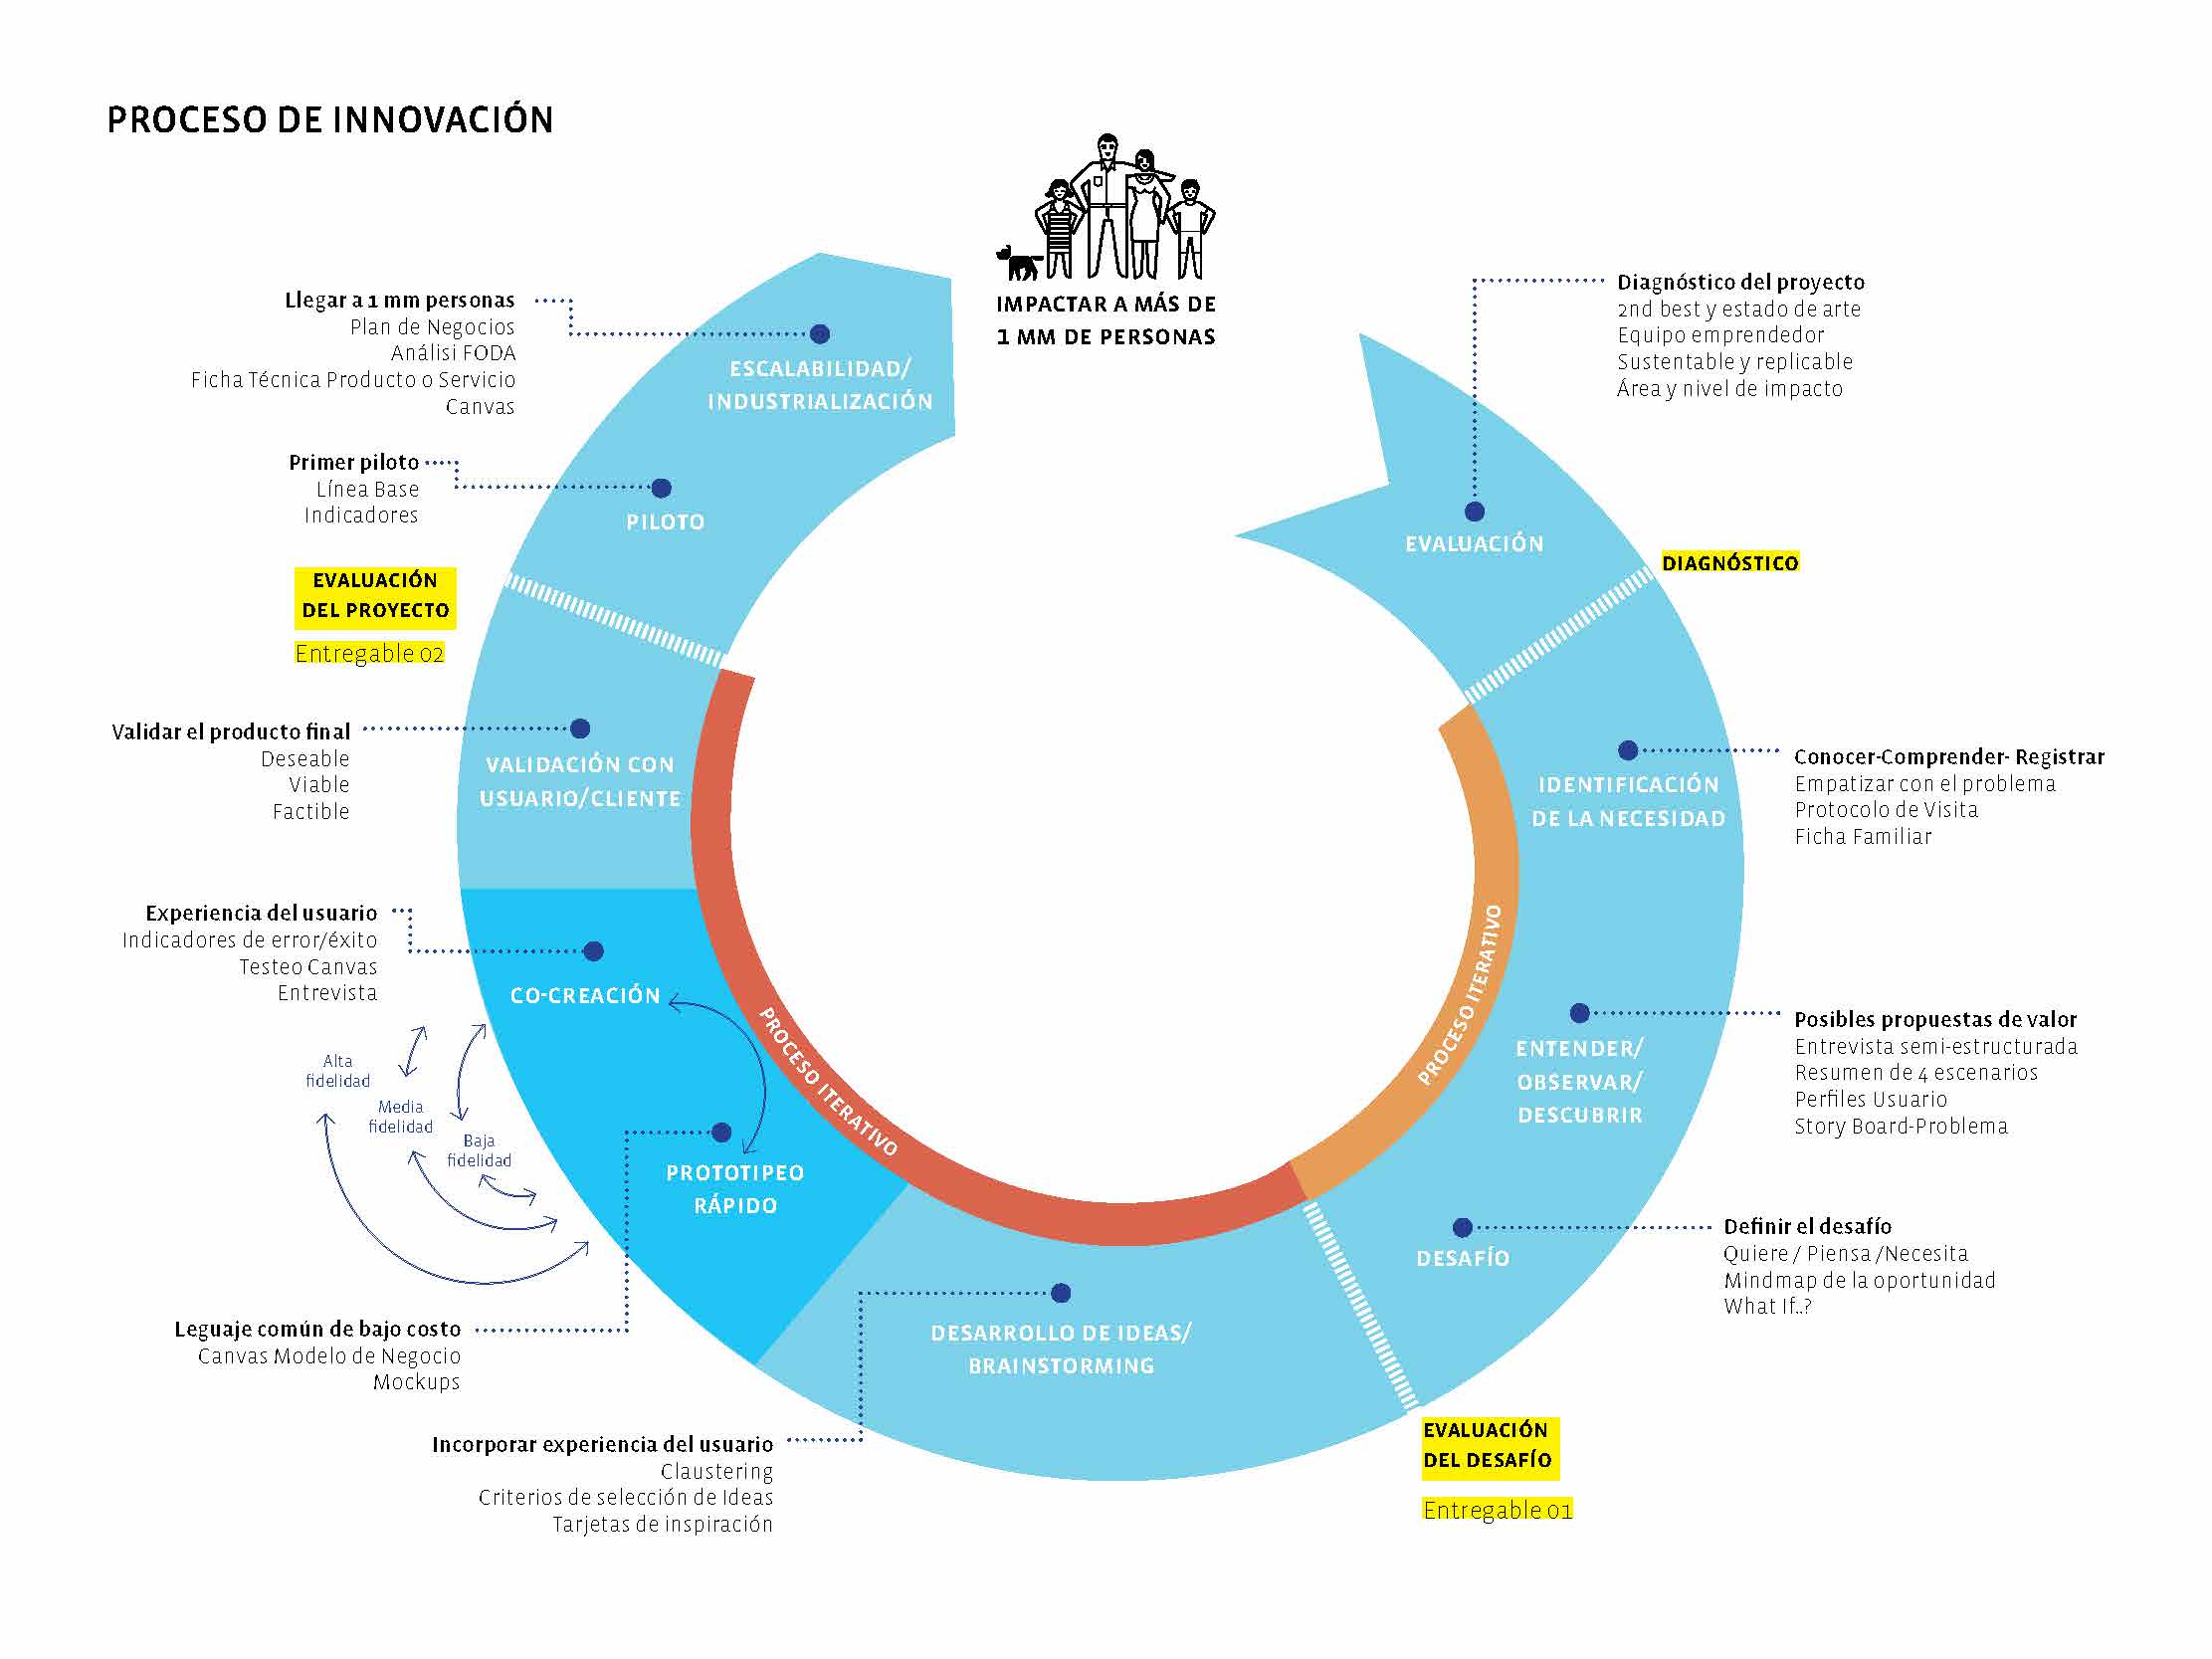 PROCESO DE INNOVACIÓN
IMPACTAR A MÁS DE
1 MM DE PERSONAS
Diagnóstico del proyecto
2nd best y estado de arte
Equipo emprendedor
Sustentable y replicable
Área y nivel de impacto
EVALUACIÓN
DIAGNÓSTICO
IDENTIFICACIÓN
DE LA NECESIDAD
Conocer-Comprender- Registrar
Empatizar con el problema
Protocolo de Visita
Ficha Familiar
PROCESO ITERATIVO
ENTENDER/
OBSERVAR/
DESCUBRIR
Posibles propuestas de valor
Entrevista semi-estructurada
Resumen de 4 escenarios
Perfiles Usuario
Story Board-Problema
DESAFÍO
Definir el desafío
Quiere / Piensa /Necesita
Mindmap de la oportunidad
What If..?
EVALUACIÓN
DEL DESAFÍO
Entregable 01
DESARROLLO DE IDEAS/
BRAINSTORMING
Incorporar experiencia del usuario
Claustering
Criterios de selección de Ideas
Tarjetas de inspiración
PROCESO ITERATIVO
PROTOTIPEO
RÁPIDO
Leguaje común de bajo costo
Canvas Modelo de Negocio
Mockups
Alta
fidelidad
Media
fidelidad
Baja
fidelidad
CO-CREACIÓN
Experiencia del usuario
Indicadores de error/éxito
Testeo Canvas
Entrevista
VALIDACIÓN CON
USUARIO/CLIENTE
Validar el producto final
Deseable
Viable
Factible
EVALUACIÓN
DEL PROYECTO
Entregable 02
PILOTO
Primer piloto
Línea Base
Indicadores
ESCALABILIDAD/
INDUSTRIALIZACIÓN
Llegar a 1 mm personas
Plan de Negocios
Análisi FODA
Ficha Técnica Producto o Servicio
Canvas